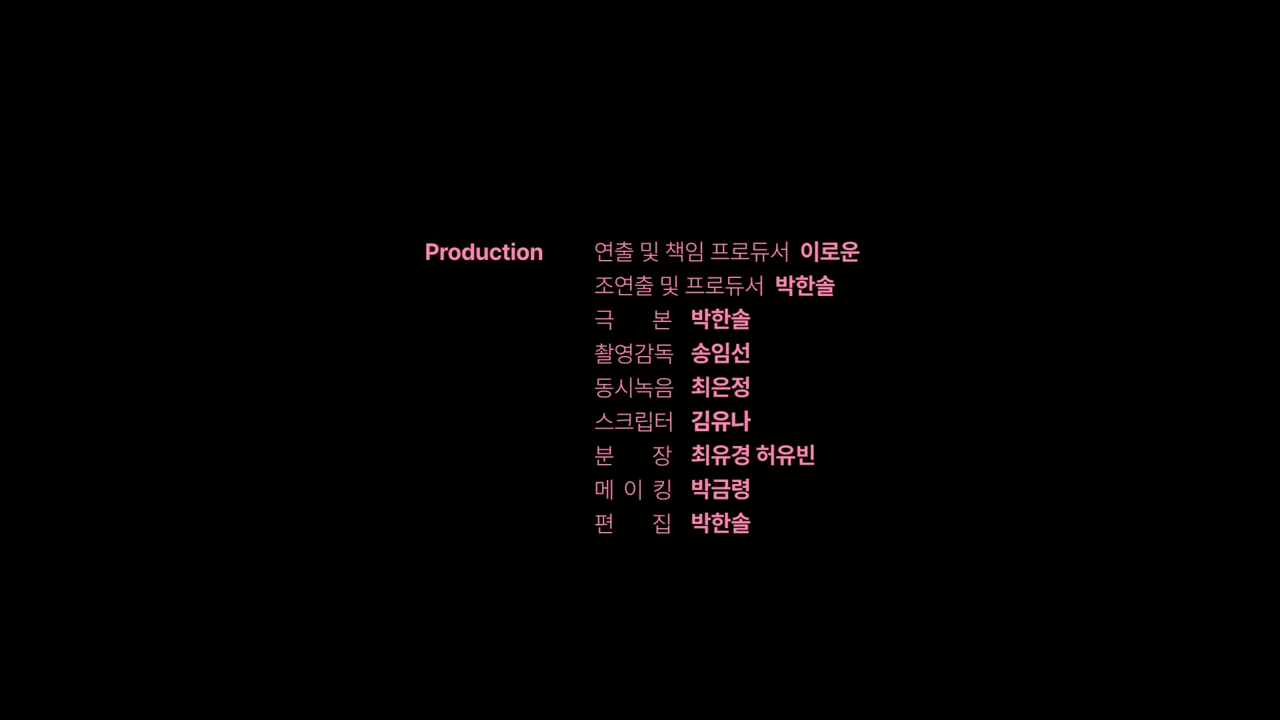 Production 연출 및 책임 프로듀서 이로운
조연출 및 프로듀서 박한솔
극 본 박한솔
촬영감독 송임선
동시녹음 최은정
스크립터 김유나
분 장 최유경 허유빈
메 이 킹 박금령
편 집 박한솔